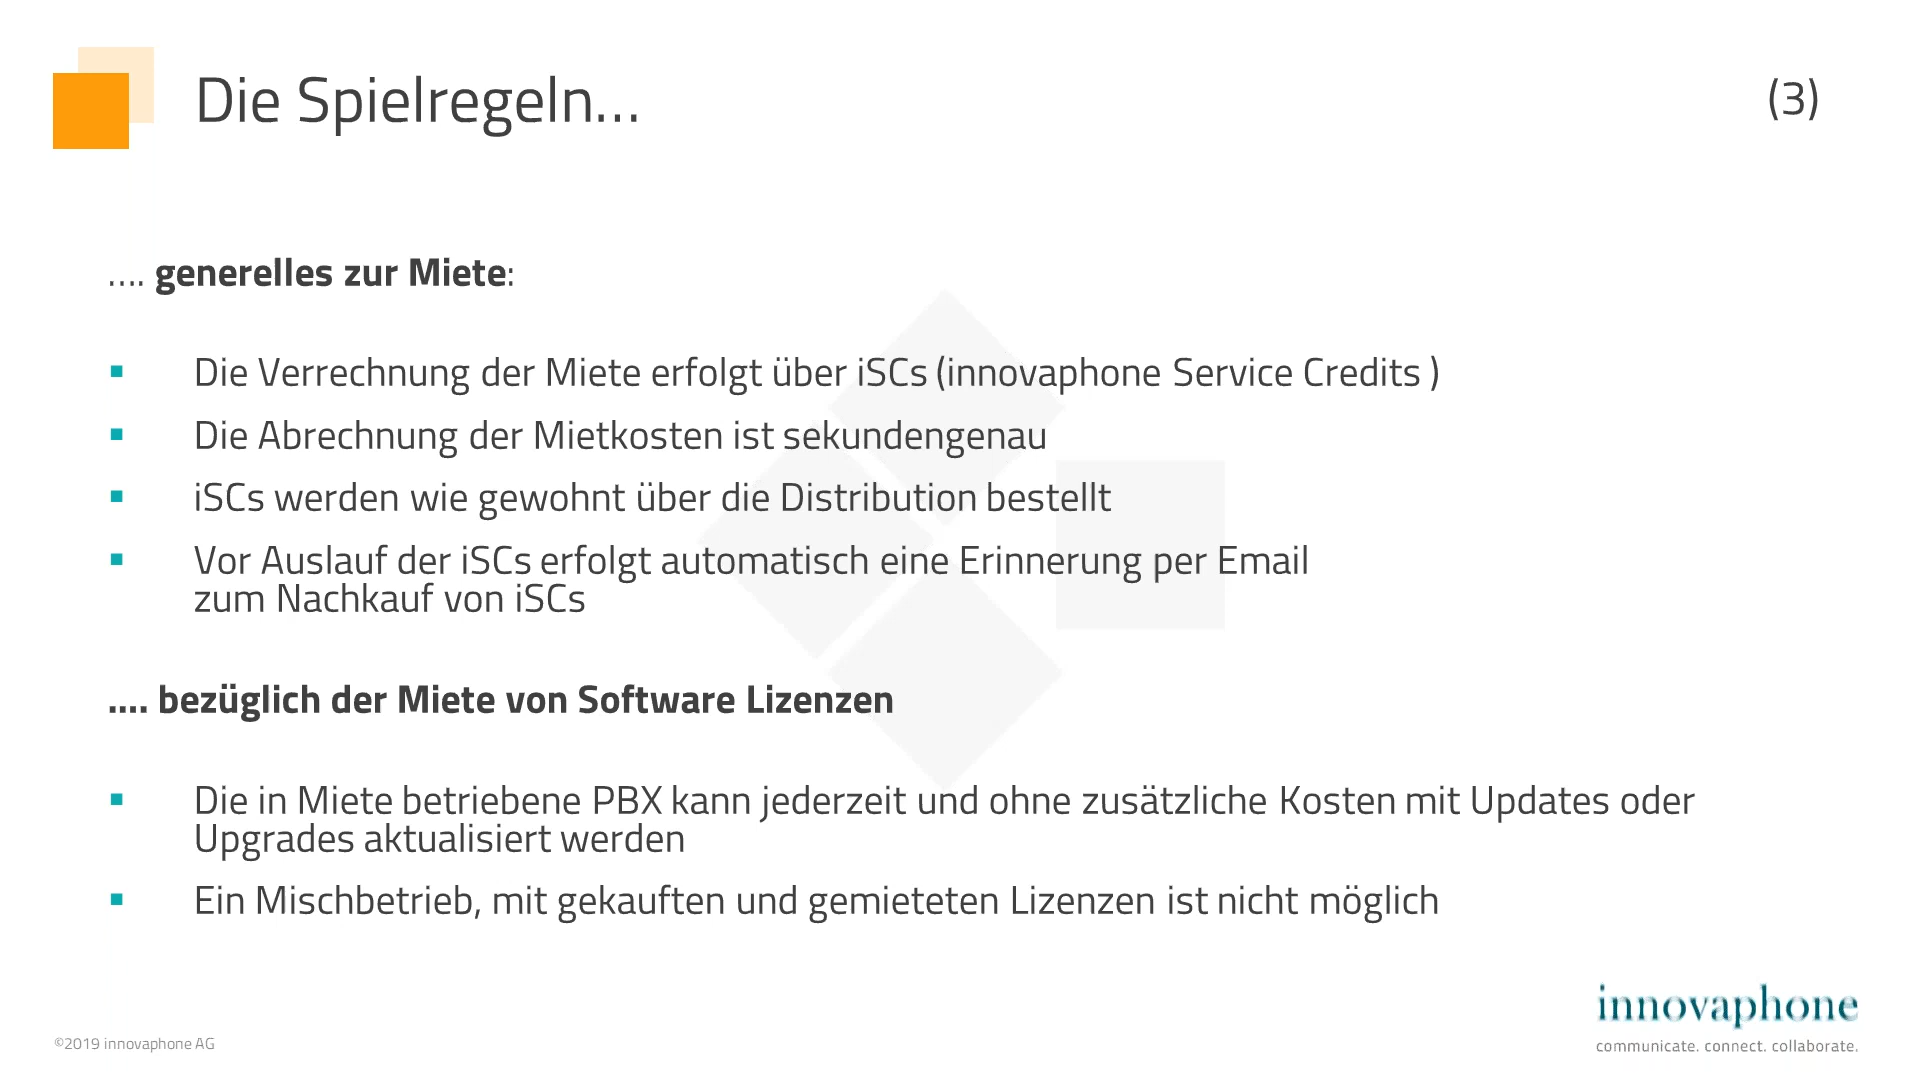 Die Spielregeln...
(3)
.... generelles zur Miete:
▪ Die Verrechnung der Miete erfolgt über iSCs (innovaphone Service Credits )
▪ Die Abrechnung der Mietkosten ist sekundengenau
▪ iSCs werden wie gewohnt über die Distribution bestellt
▪ Vor Auslauf der iSCs erfolgt automatisch eine Erinnerung per Email
zum Nachkauf von iSCs
.... bezüglich der Miete von Software Lizenzen
▪ Die in Miete betriebene PBX kann jederzeit und ohne zusätzliche Kosten mit Updates oder
Upgrades aktualisiert werden
▪ Ein Mischbetrieb, mit gekauften und gemieteten Lizenzen ist nicht möglich
innovaphone
communicate. connect. collaborate.
©2019 innovaphone AG